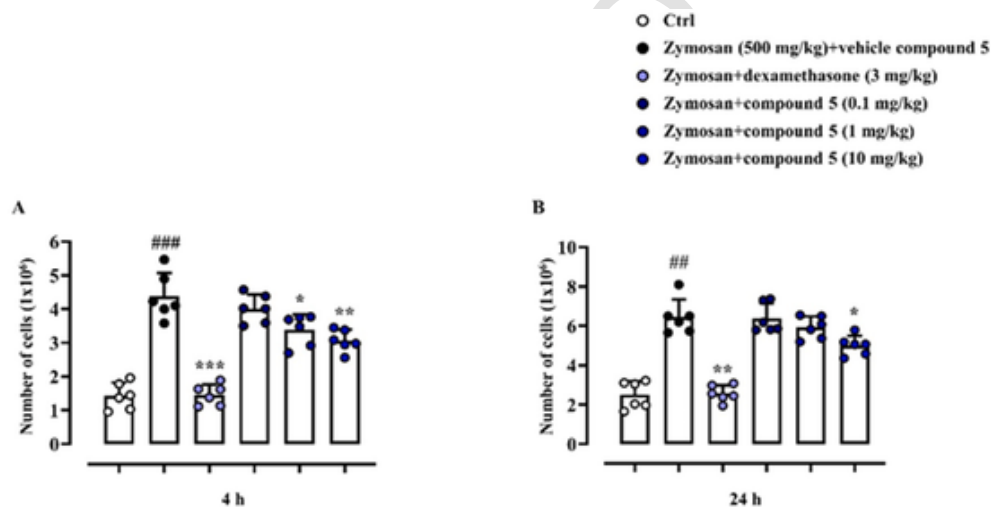 Ctrl
Zymosan (500 mg/kg)+vehicle compound 5
Zymosan+dexamethasone (3 mg/kg)
Zymosan+compound 5 (0.1 mg/kg)
Zymosan+compound 5 (1 mg/kg)
Zymosan+compound 5 (10 mg/kg)
A
B
Number of cells (1x10⁶)
6
5
4
3
2
1
0
###
***
*
**
4 h
Number of cells (1x10⁶)
10
8
6
4
2
0
##
**
*
24 h